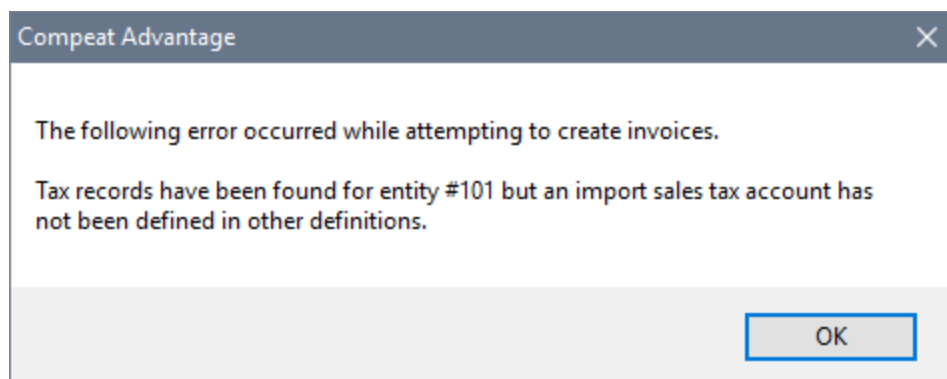 Compeat Advantage
The following error occurred while attempting to create invoices.
Tax records have been found for entity #101 but an import sales tax account has
not been defined in other definitions.
OK